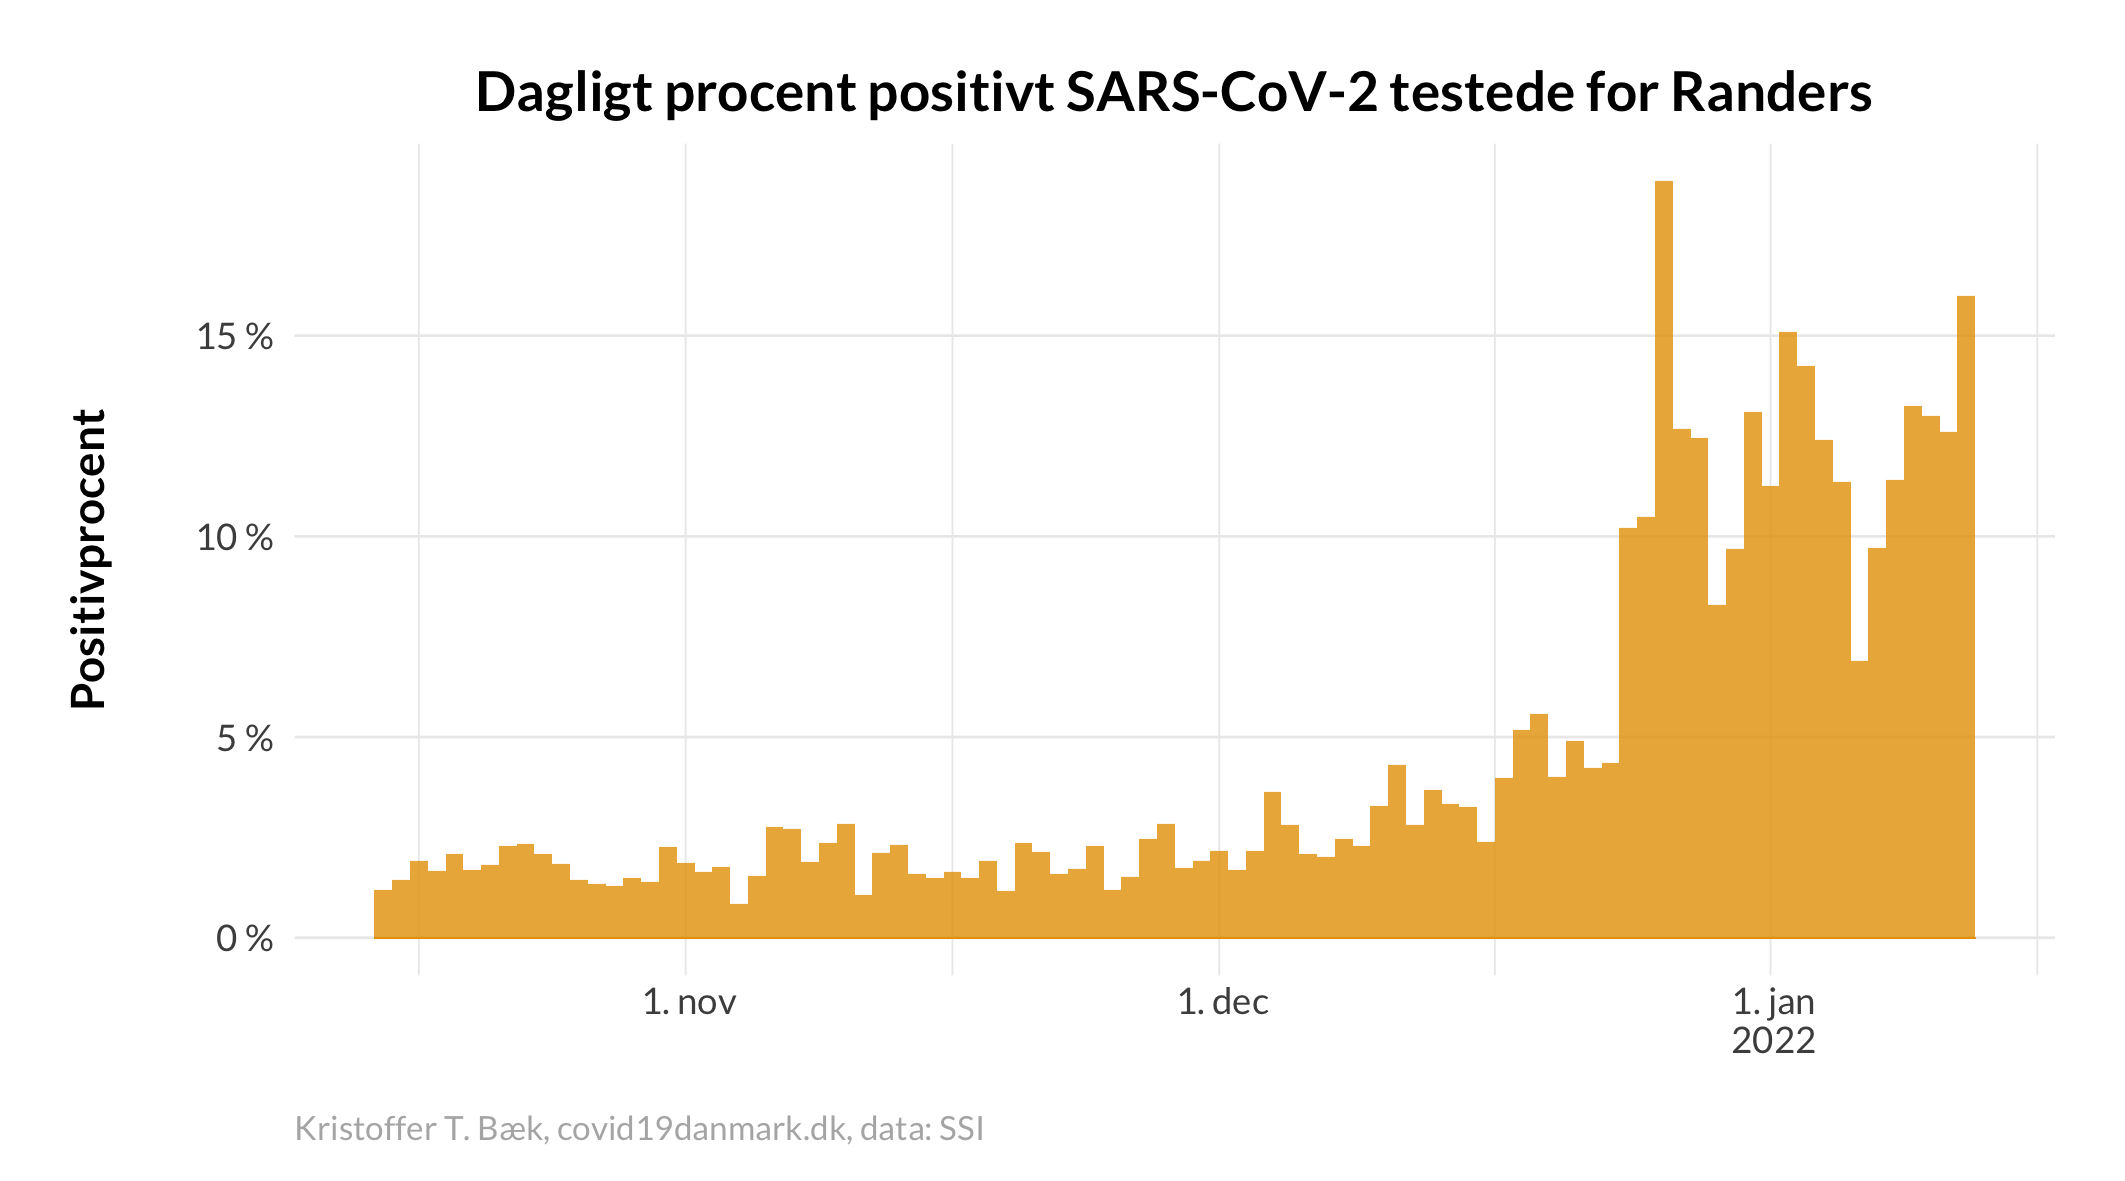 Dagligt procent positivt SARS-CoV-2 testede for Randers
Positivprocent
15 %
10 %
5 %
0 %
1. nov
1. dec
1. jan
2022
Kristoffer T. Bæk, covid19danmark.dk, data: SSI